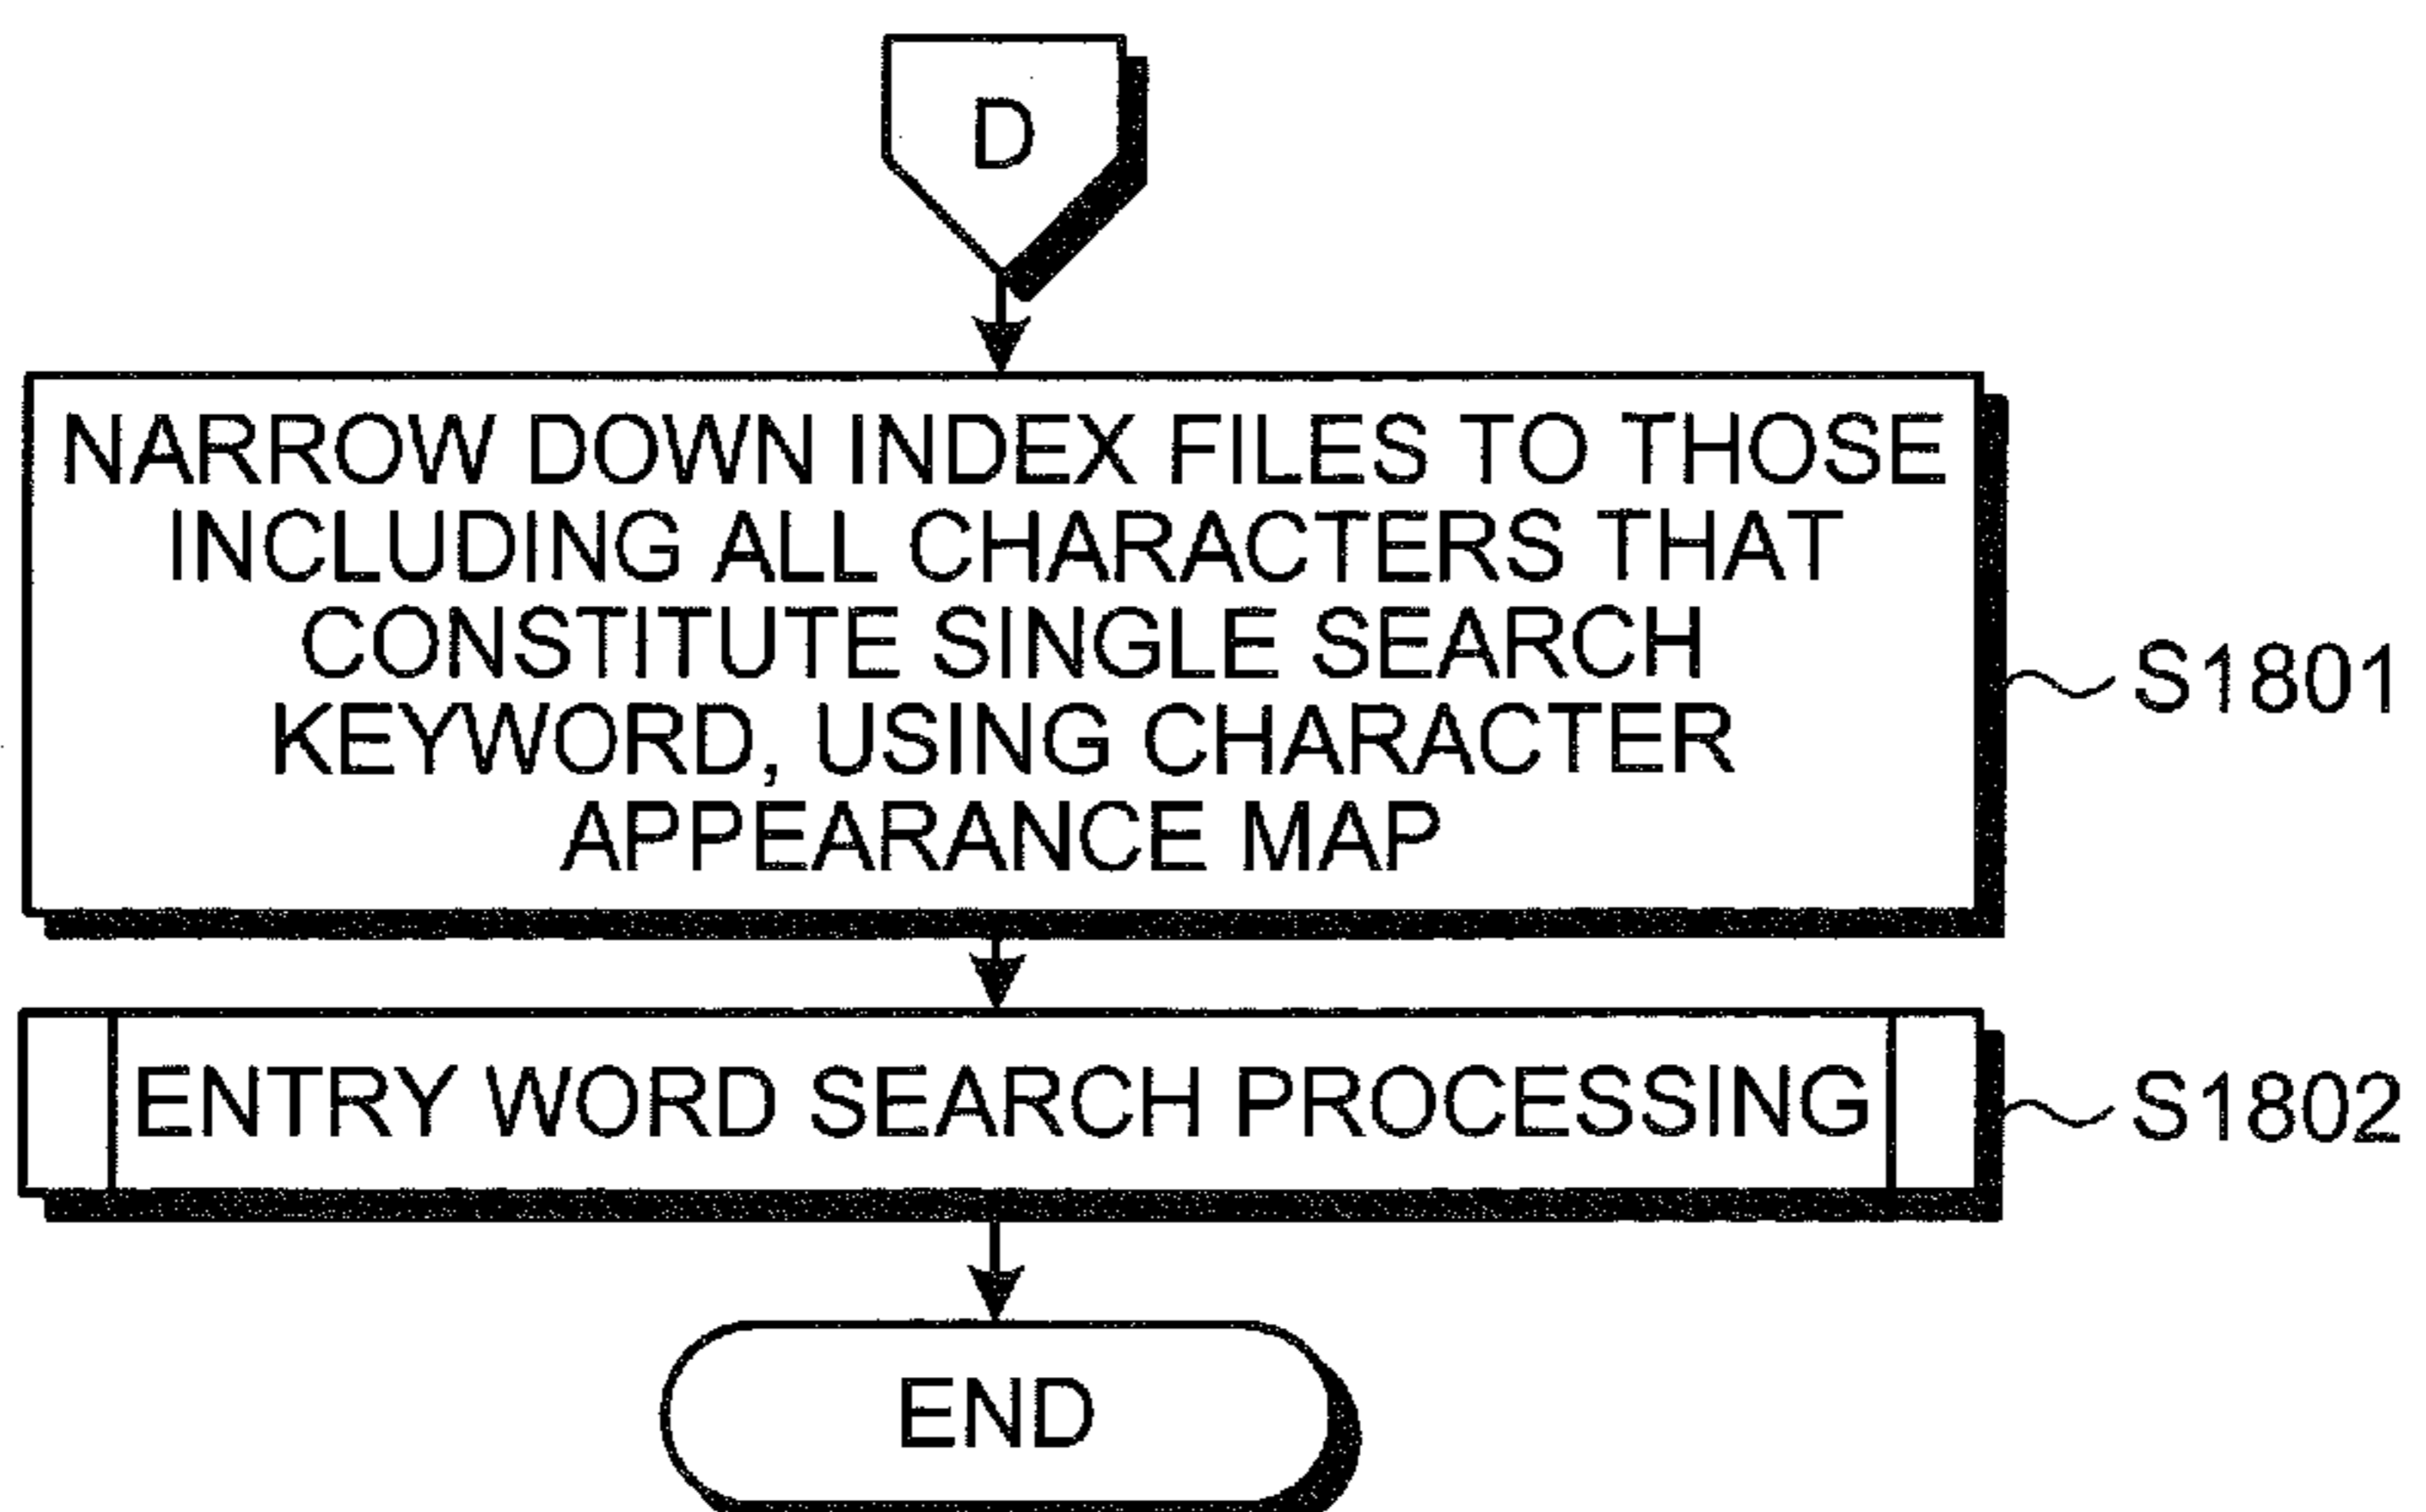 D
NARROW DOWN INDEX FILES TO THOSE
INCLUDING ALL CHARACTERS THAT
CONSTITUTE SINGLE SEARCH
KEYWORD, USING CHARACTER
APPEARANCE MAP
S1801
ENTRY WORD SEARCH PROCESSING
S1802
END